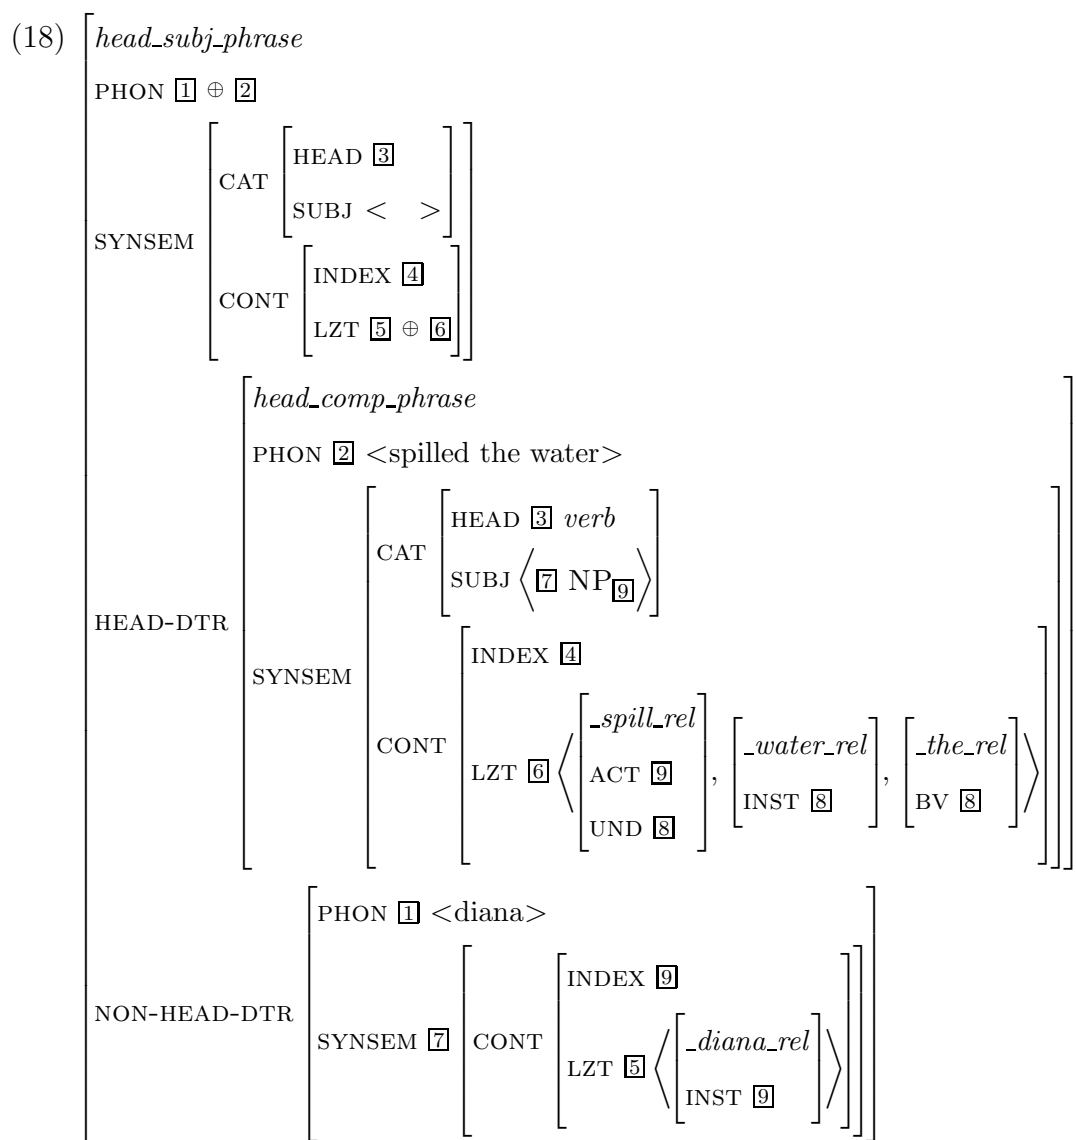 (18) head_subj_phrase
PHON 1 ⊕ 2
SYNSEM
CAT
HEAD 3
SUBJ < >
CONT
INDEX 4
LZT 5 ⊕ 6
HEAD-DTR
head_comp_phrase
PHON 2 <spilled the water>
SYNSEM
CAT
HEAD 3 verb
SUBJ ⟨7 NP9⟩
CONT
INDEX 4
LZT 6 ⟨[_spill_rel ACT 9 UND 8], [_water_rel INST 8], [_the_rel BV 8]⟩
NON-HEAD-DTR
PHON 1 <diana>
SYNSEM 7
CONT
INDEX 9
LZT 5 ⟨[_diana_rel INST 9]⟩